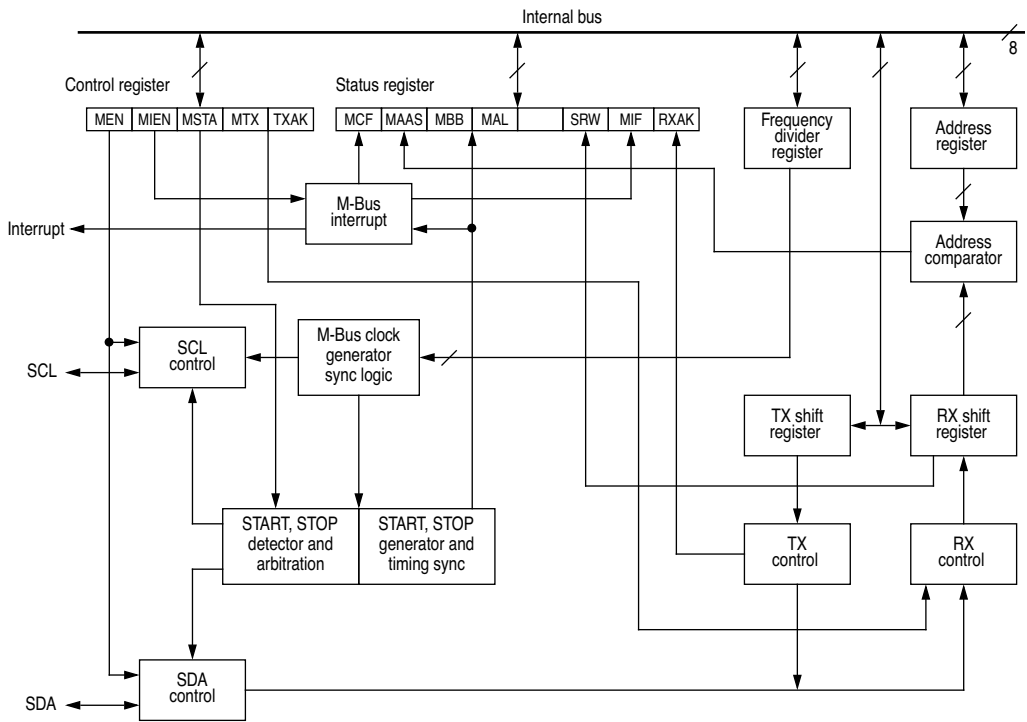 Internal bus
8
Control register
Status register
MEN MIEN MSTA MTX TXAK
MCF MAAS MBB MAL SRW MIF RXAK
Frequency
divider
register
Address
register
M-Bus
interrupt
Interrupt
Address
comparator
SCL
control
SCL
M-Bus clock
generator
sync logic
TX shift
register
RX shift
register
START, STOP
detector and
arbitration
START, STOP
generator and
timing sync
TX
control
RX
control
SDA
control
SDA